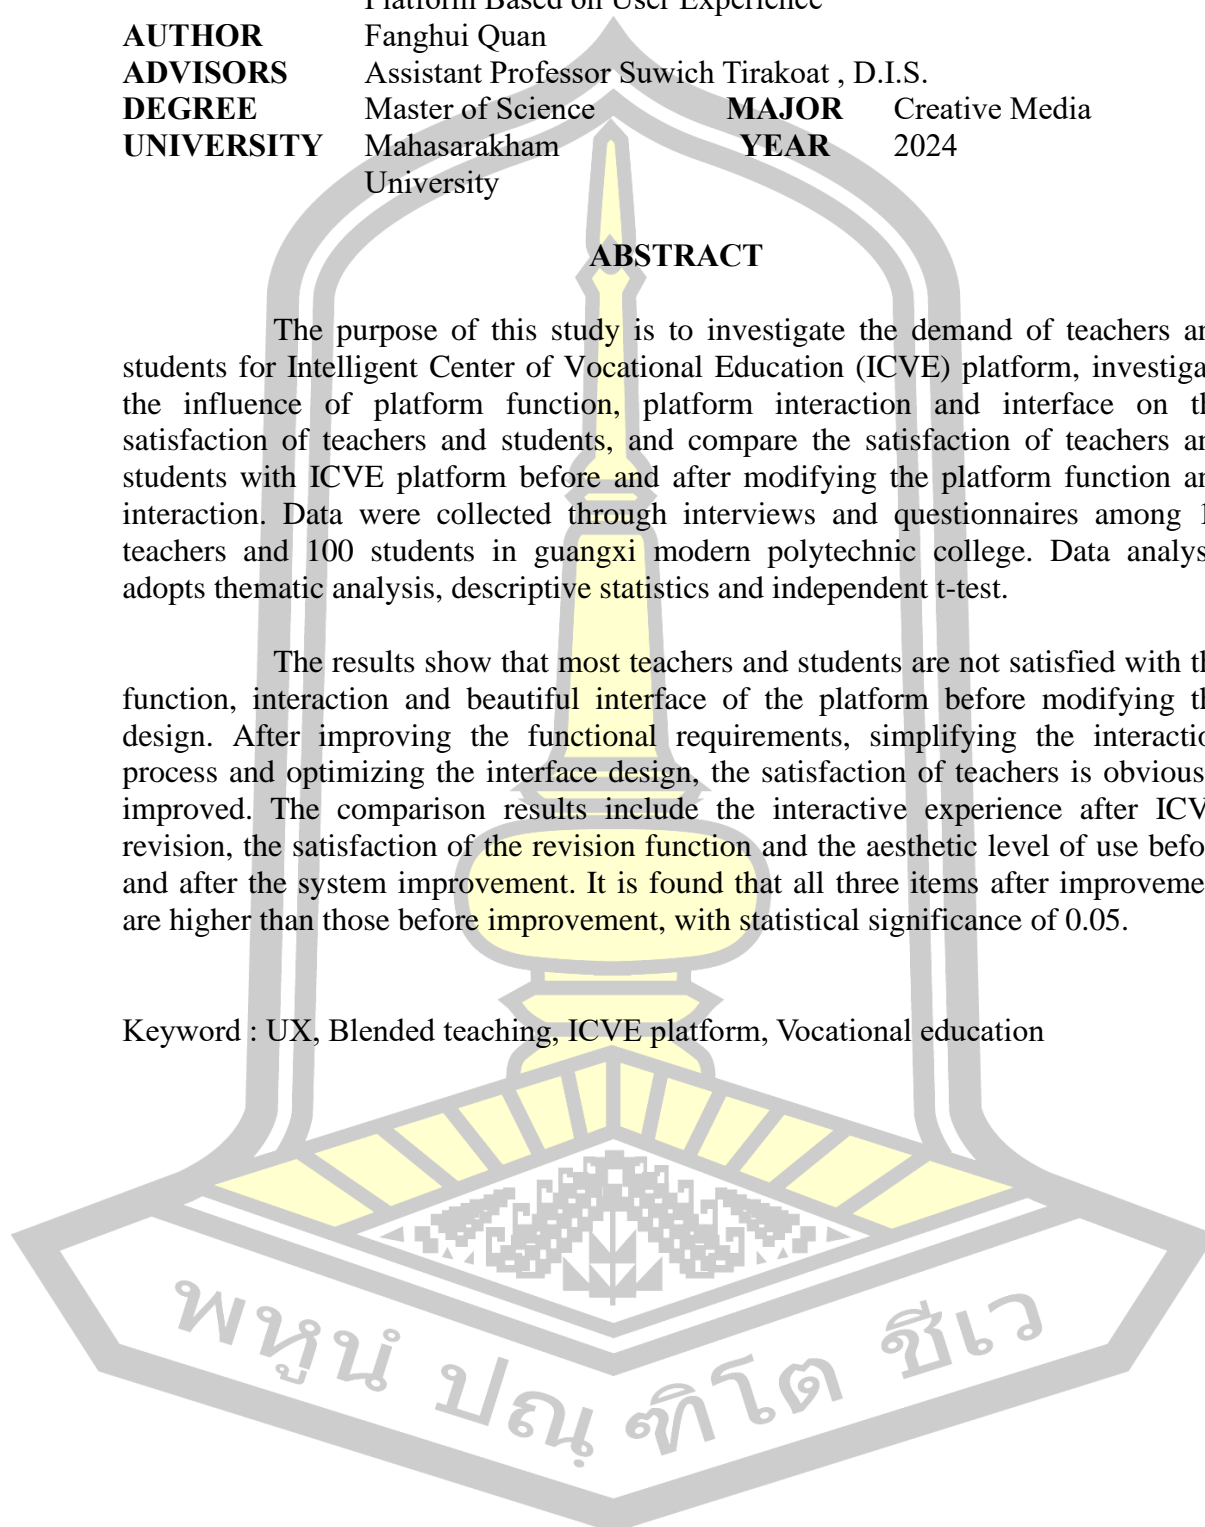 Platform Based on User Experience
AUTHOR Fanghui Quan
ADVISORS Assistant Professor Suwich Tirakoat , D.I.S.
DEGREE Master of Science MAJOR Creative Media
UNIVERSITY Mahasarakham YEAR 2024
University
ABSTRACT
The purpose of this study is to investigate the demand of teachers an
students for Intelligent Center of Vocational Education (ICVE) platform, investiga
the influence of platform function, platform interaction and interface on th
satisfaction of teachers and students, and compare the satisfaction of teachers an
students with ICVE platform before and after modifying the platform function an
interaction. Data were collected through interviews and questionnaires among 1
teachers and 100 students in guangxi modern polytechnic college. Data analys
adopts thematic analysis, descriptive statistics and independent t-test.
The results show that most teachers and students are not satisfied with th
function, interaction and beautiful interface of the platform before modifying th
design. After improving the functional requirements, simplifying the interactio
process and optimizing the interface design, the satisfaction of teachers is obvious
improved. The comparison results include the interactive experience after ICV
revision, the satisfaction of the revision function and the aesthetic level of use befor
and after the system improvement. It is found that all three items after improveme
are higher than those before improvement, with statistical significance of 0.05.
Keyword : UX, Blended teaching, ICVE platform, Vocational education
พหูนํ ปณฺฑิโต ชีเว